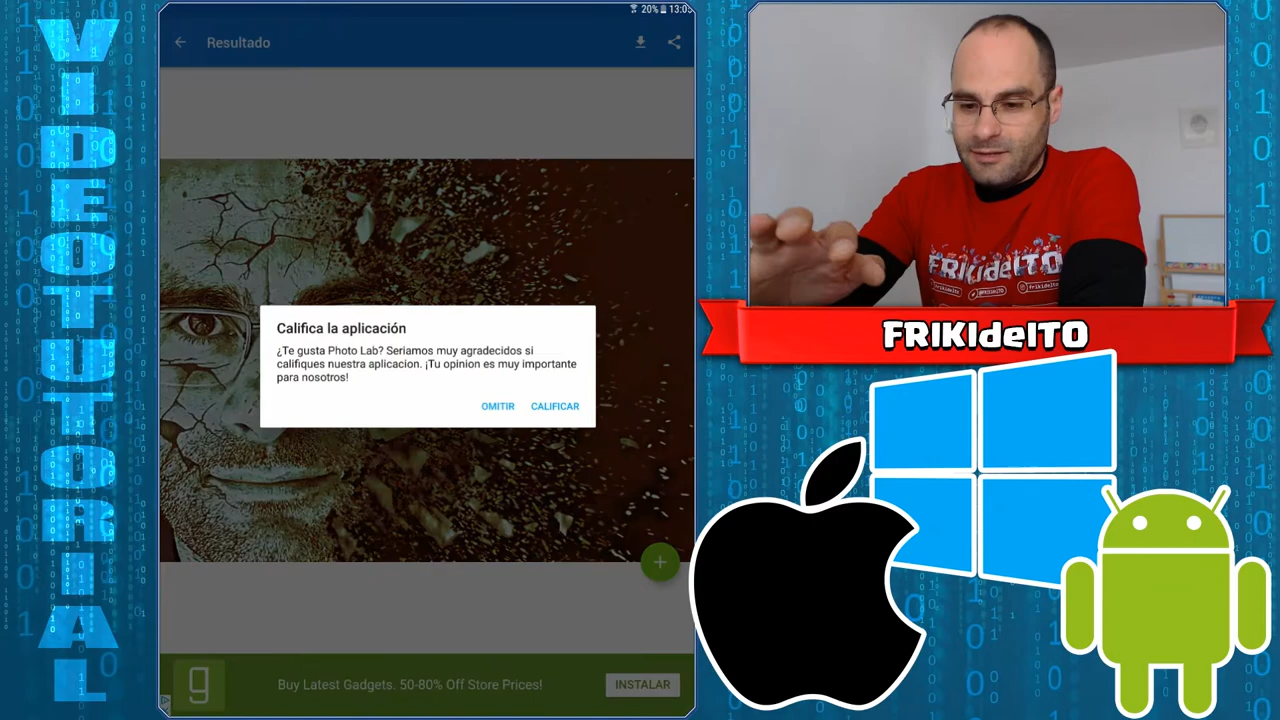 VIDEOTUTORIAL
20% 13:05
Resultado
Califica la aplicación
¿Te gusta Photo Lab? Seriamos muy agradecidos si
califiques nuestra aplicacion. ¡Tu opinion es muy importante
para nosotros!
OMITIR CALIFICAR
g
Buy Latest Gadgets. 50-80% Off Store Prices!
INSTALAR
FRIKIdelTO
FRIKIdelTO